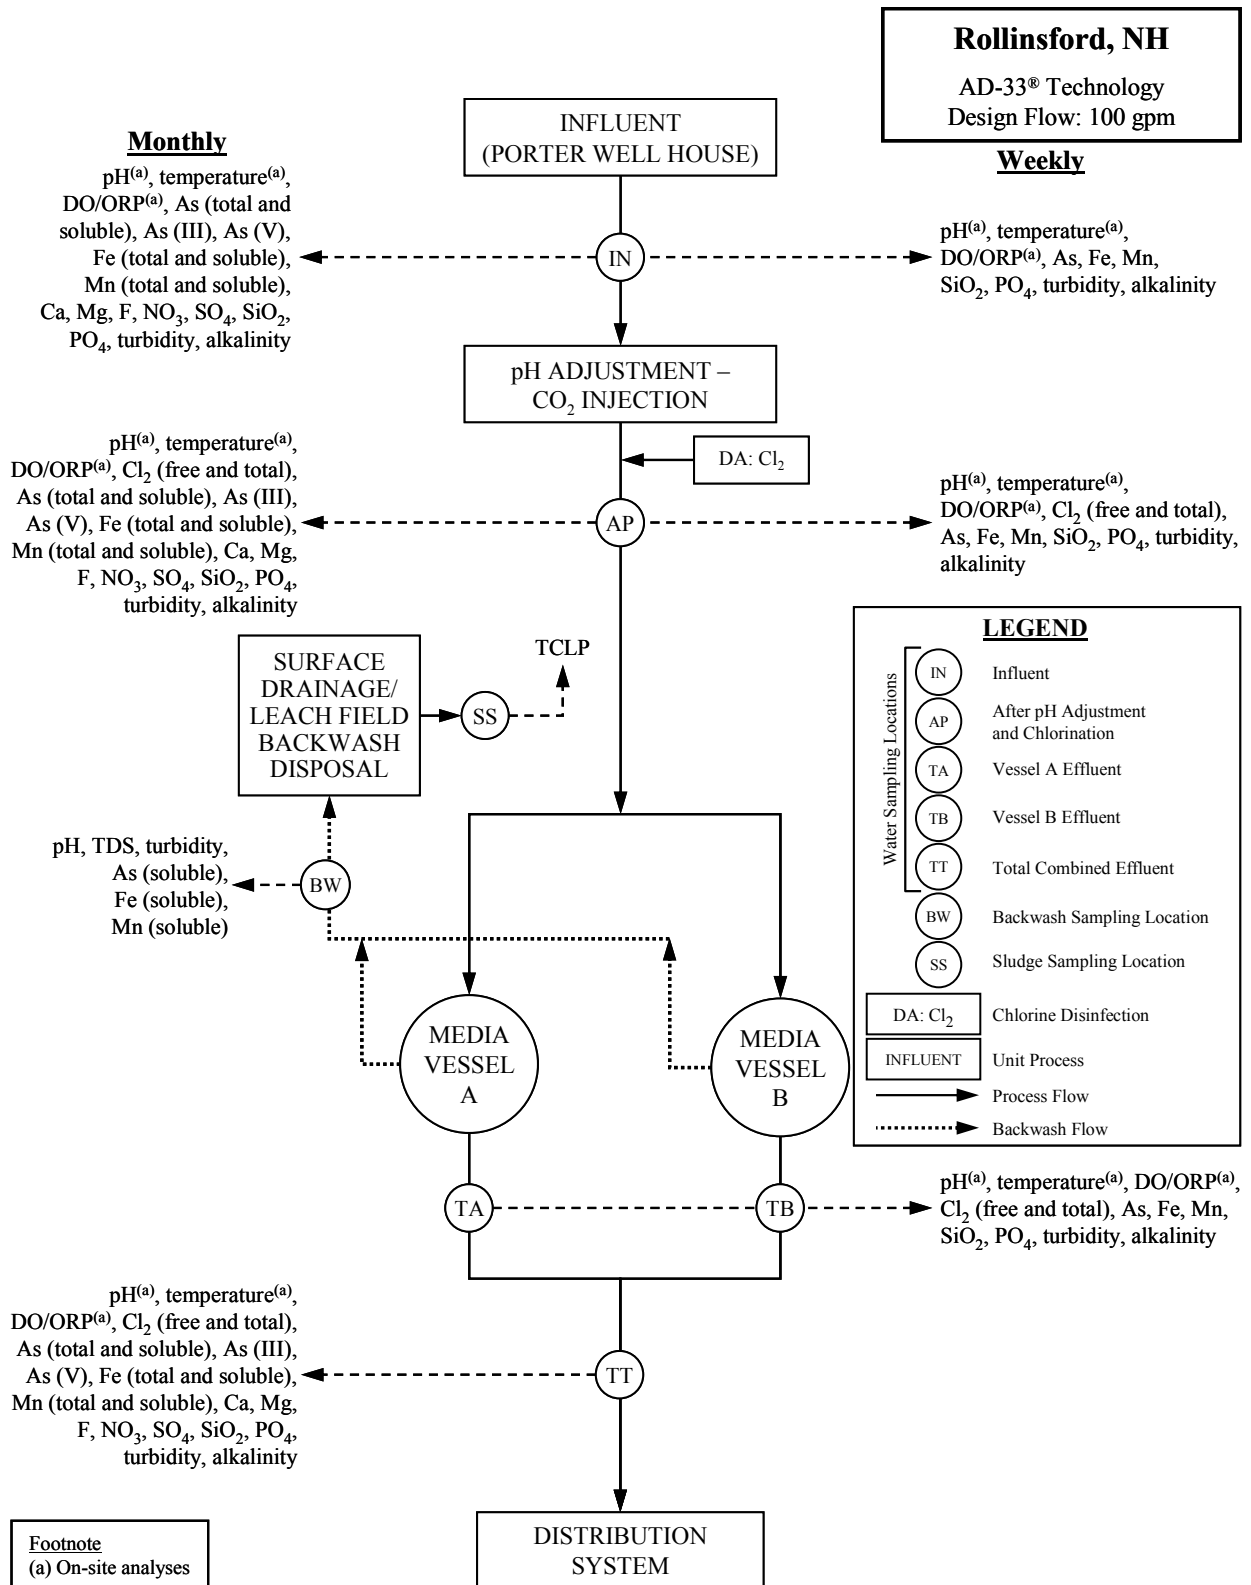 Rollinsford, NH
AD-33® Technology
Design Flow: 100 gpm
Monthly
Weekly
INFLUENT
(PORTER WELL HOUSE)
pH(a), temperature(a),
DO/ORP(a), As (total and
soluble), As (III), As (V),
Fe (total and soluble),
Mn (total and soluble),
Ca, Mg, F, NO3, SO4, SiO2,
PO4, turbidity, alkalinity
IN
pH(a), temperature(a),
DO/ORP(a), As, Fe, Mn,
SiO2, PO4, turbidity, alkalinity
pH ADJUSTMENT –
CO2 INJECTION
DA: Cl2
pH(a), temperature(a),
DO/ORP(a), Cl2 (free and total),
As (total and soluble), As (III),
As (V), Fe (total and soluble),
Mn (total and soluble), Ca, Mg,
F, NO3, SO4, SiO2, PO4,
turbidity, alkalinity
AP
pH(a), temperature(a),
DO/ORP(a), Cl2 (free and total),
As, Fe, Mn, SiO2, PO4, turbidity,
alkalinity
SURFACE
DRAINAGE/
LEACH FIELD
BACKWASH
DISPOSAL
SS
TCLP
pH, TDS, turbidity,
As (soluble),
Fe (soluble),
Mn (soluble)
BW
MEDIA
VESSEL
A
MEDIA
VESSEL
B
LEGEND
Water Sampling Locations
IN
Influent
AP
After pH Adjustment
and Chlorination
TA
Vessel A Effluent
TB
Vessel B Effluent
TT
Total Combined Effluent
BW
Backwash Sampling Location
SS
Sludge Sampling Location
DA: Cl2
Chlorine Disinfection
INFLUENT
Unit Process
Process Flow
Backwash Flow
TA
TB
pH(a), temperature(a), DO/ORP(a),
Cl2 (free and total), As, Fe, Mn,
SiO2, PO4, turbidity, alkalinity
pH(a), temperature(a),
DO/ORP(a), Cl2 (free and total),
As (total and soluble), As (III),
As (V), Fe (total and soluble),
Mn (total and soluble), Ca, Mg,
F, NO3, SO4, SiO2, PO4,
turbidity, alkalinity
TT
DISTRIBUTION
SYSTEM
Footnote
(a) On-site analyses